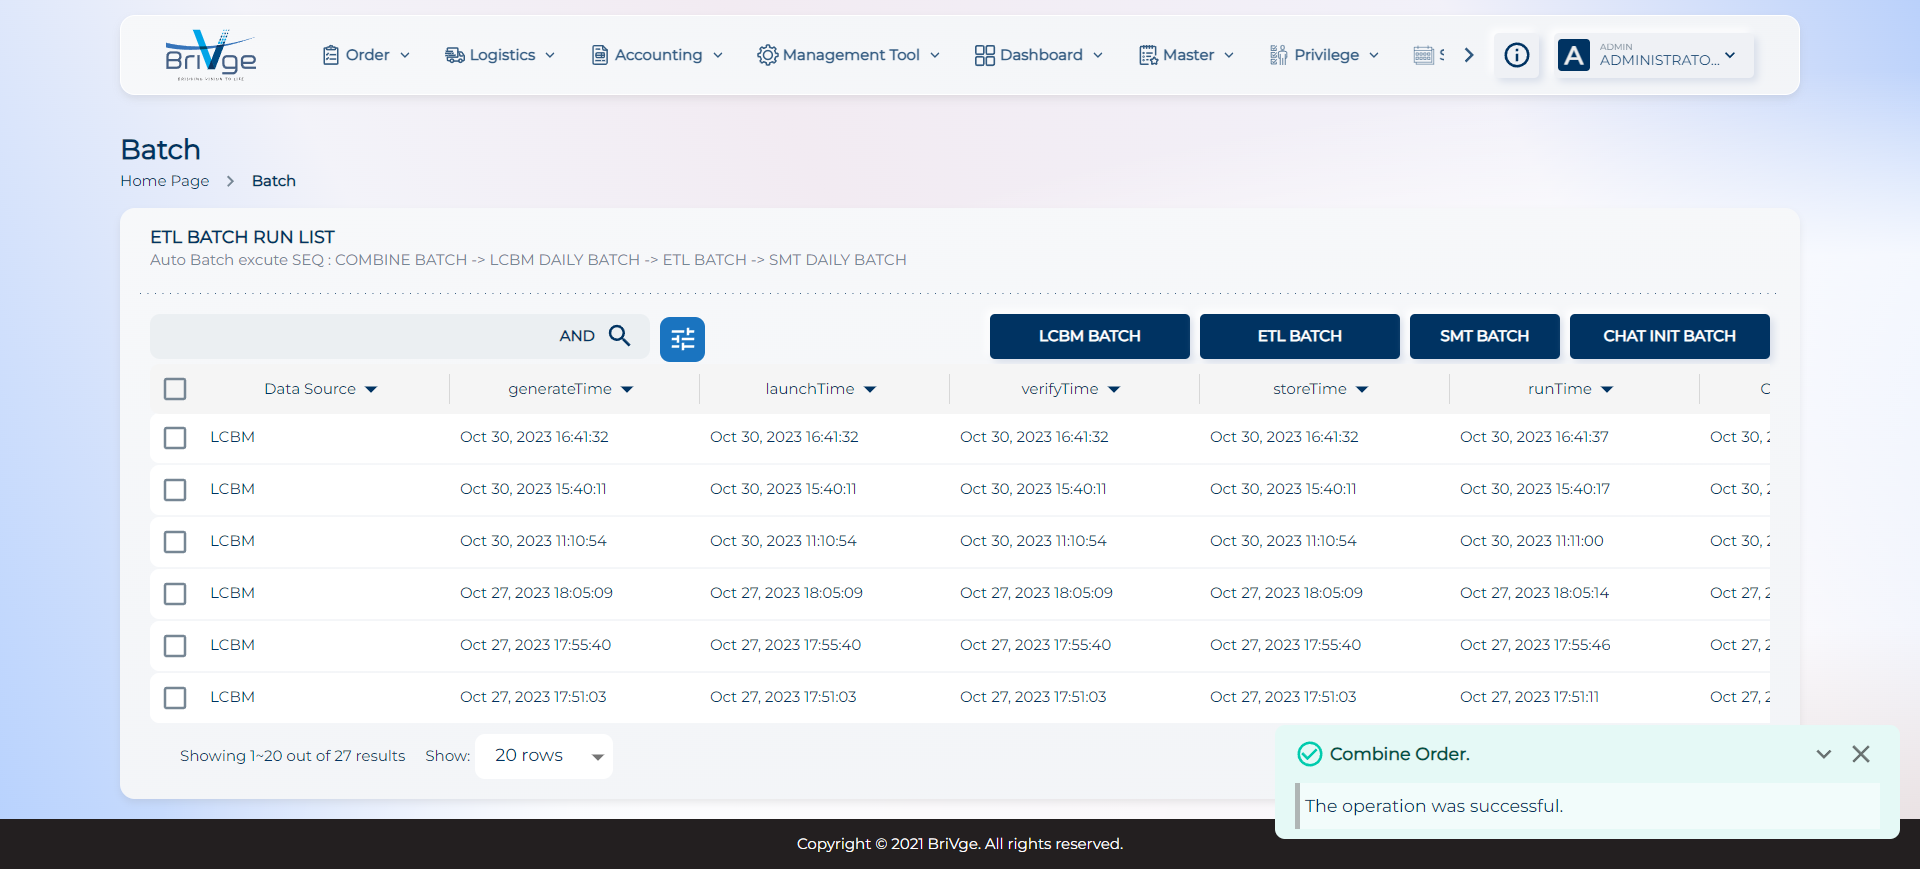 BriVge
BRIDGING VISION TO LIFE
Order
Logistics
Accounting
Management Tool
Dashboard
Master
Privilege
A
ADMIN
ADMINISTRATO...
Batch
Home Page > Batch
ETL BATCH RUN LIST
Auto Batch excute SEQ : COMBINE BATCH -> LCBM DAILY BATCH -> ETL BATCH -> SMT DAILY BATCH
AND
LCBM BATCH
ETL BATCH
SMT BATCH
CHAT INIT BATCH
Data Source generateTime launchTime verifyTime storeTime runTime
LCBM Oct 30, 2023 16:41:32 Oct 30, 2023 16:41:32 Oct 30, 2023 16:41:32 Oct 30, 2023 16:41:32 Oct 30, 2023 16:41:37 Oct 30,
LCBM Oct 30, 2023 15:40:11 Oct 30, 2023 15:40:11 Oct 30, 2023 15:40:11 Oct 30, 2023 15:40:11 Oct 30, 2023 15:40:17 Oct 30,
LCBM Oct 30, 2023 11:10:54 Oct 30, 2023 11:10:54 Oct 30, 2023 11:10:54 Oct 30, 2023 11:10:54 Oct 30, 2023 11:11:00 Oct 30,
LCBM Oct 27, 2023 18:05:09 Oct 27, 2023 18:05:09 Oct 27, 2023 18:05:09 Oct 27, 2023 18:05:09 Oct 27, 2023 18:05:14 Oct 27,
LCBM Oct 27, 2023 17:55:40 Oct 27, 2023 17:55:40 Oct 27, 2023 17:55:40 Oct 27, 2023 17:55:40 Oct 27, 2023 17:55:46 Oct 27,
LCBM Oct 27, 2023 17:51:03 Oct 27, 2023 17:51:03 Oct 27, 2023 17:51:03 Oct 27, 2023 17:51:03 Oct 27, 2023 17:51:11 Oct 27,
Showing 1~20 out of 27 results Show: 20 rows
Combine Order.
The operation was successful.
Copyright © 2021 BriVge. All rights reserved.